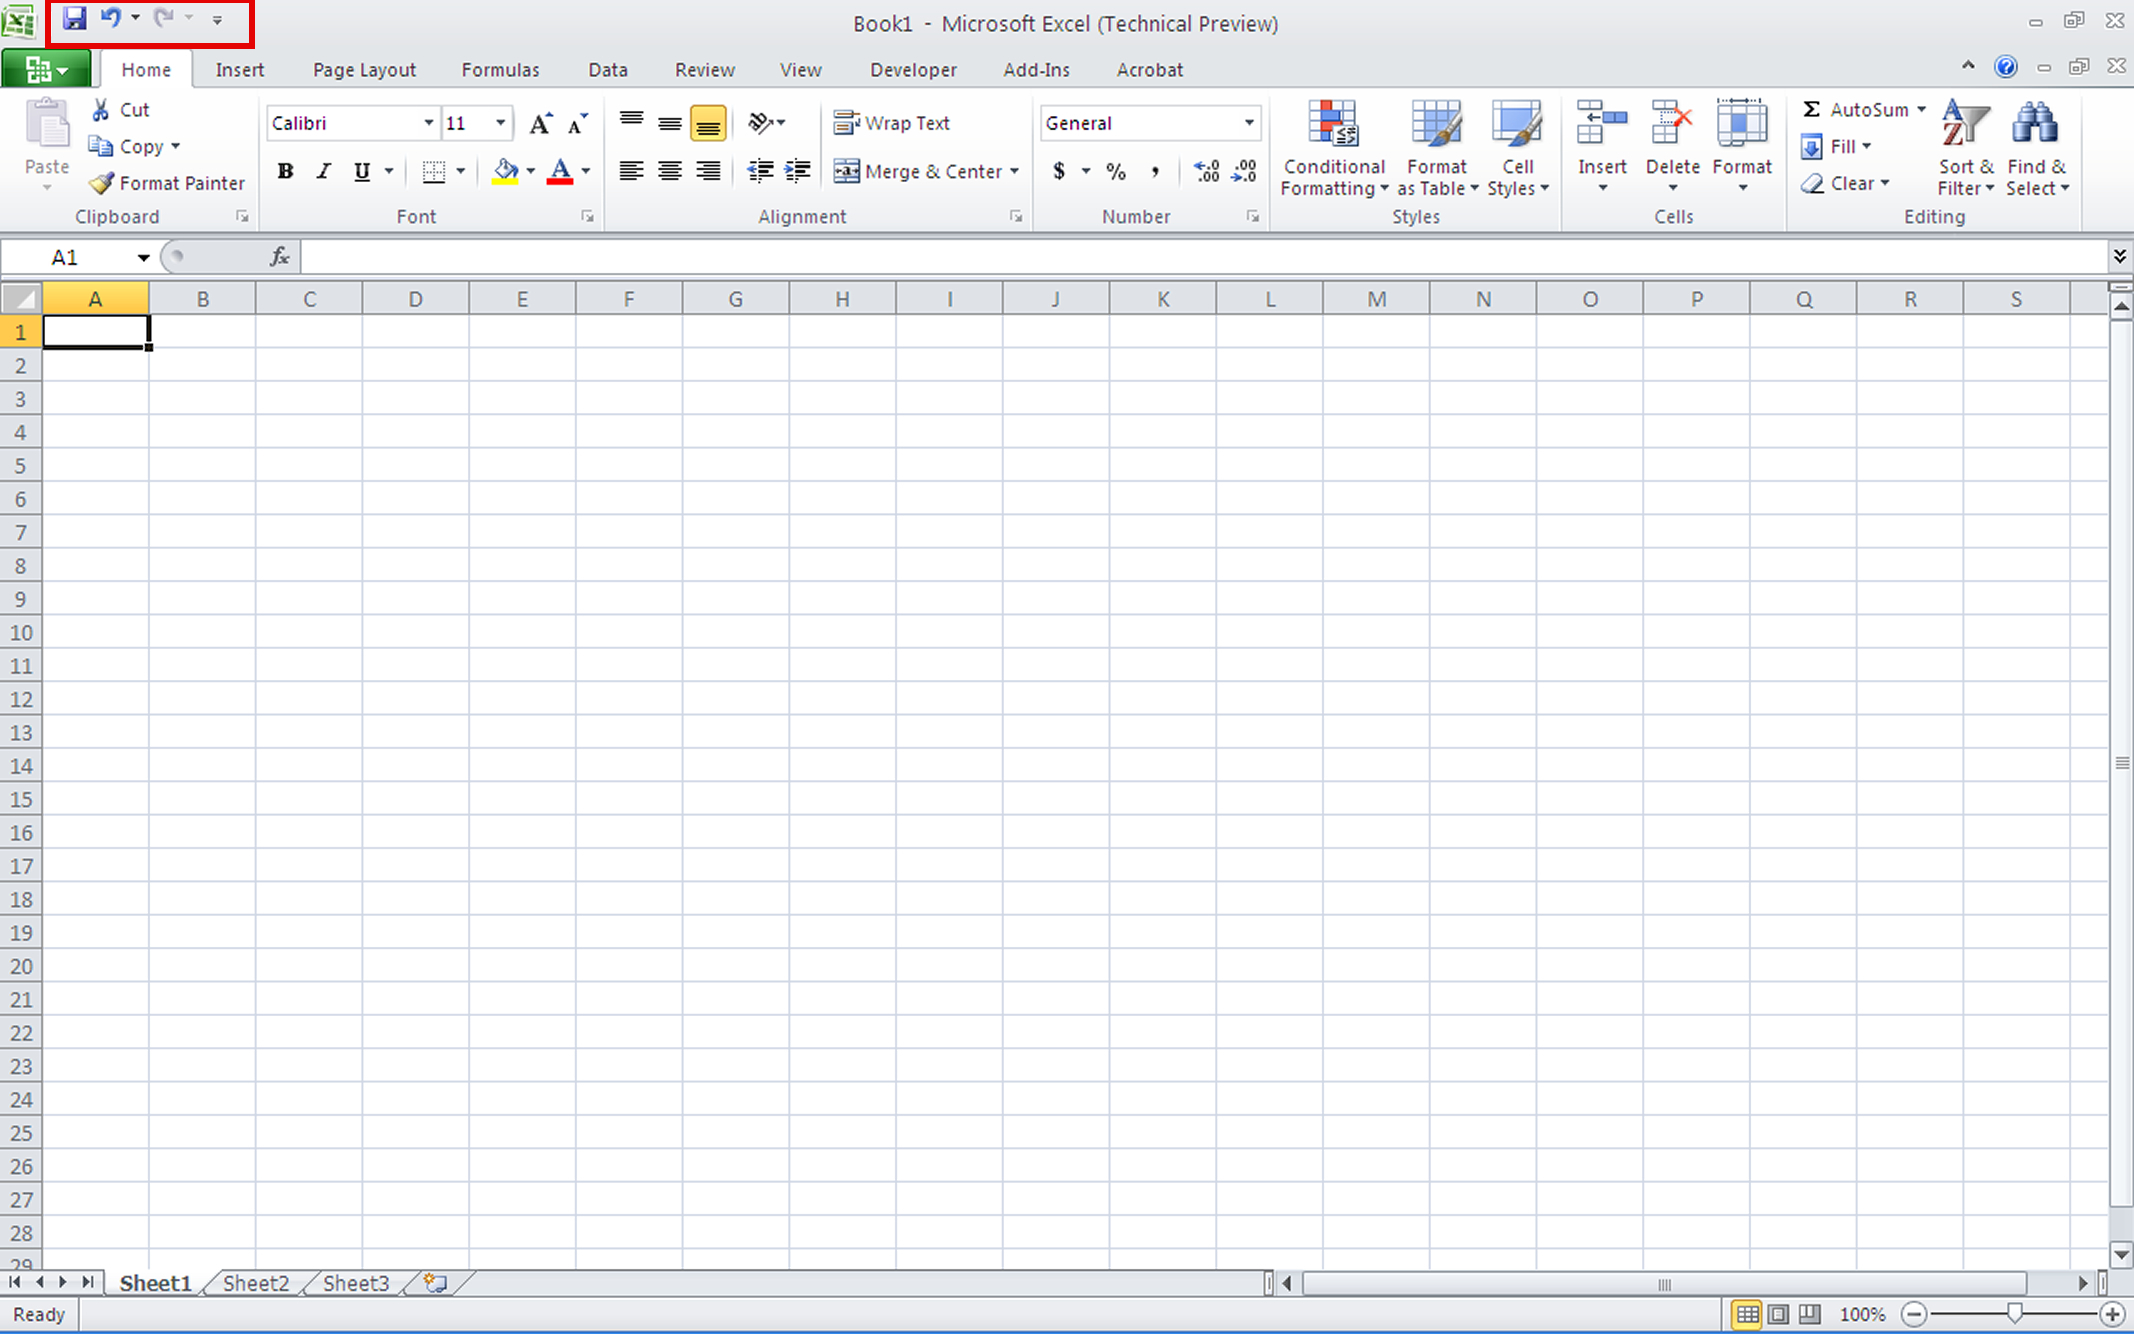 Book1 - Microsoft Excel (Technical Preview)
Home Insert Page Layout Formulas Data Review View Developer Add-Ins Acrobat
Paste
Cut
Copy
Format Painter
Clipboard
Calibri 11
B I U
Font
Wrap Text
Merge & Center
Alignment
General
$ % ,
Number
Conditional Formatting
Format as Table
Cell Styles
Styles
Insert Delete Format
Cells
Σ AutoSum
Fill
Clear
Sort & Filter
Find & Select
Editing
A1 fx
A B C D E F G H I J K L M N O P Q R S
1
2
3
4
5
6
7
8
9
10
11
12
13
14
15
16
17
18
19
20
21
22
23
24
25
26
27
28
29
Sheet1 Sheet2 Sheet3
Ready 100%